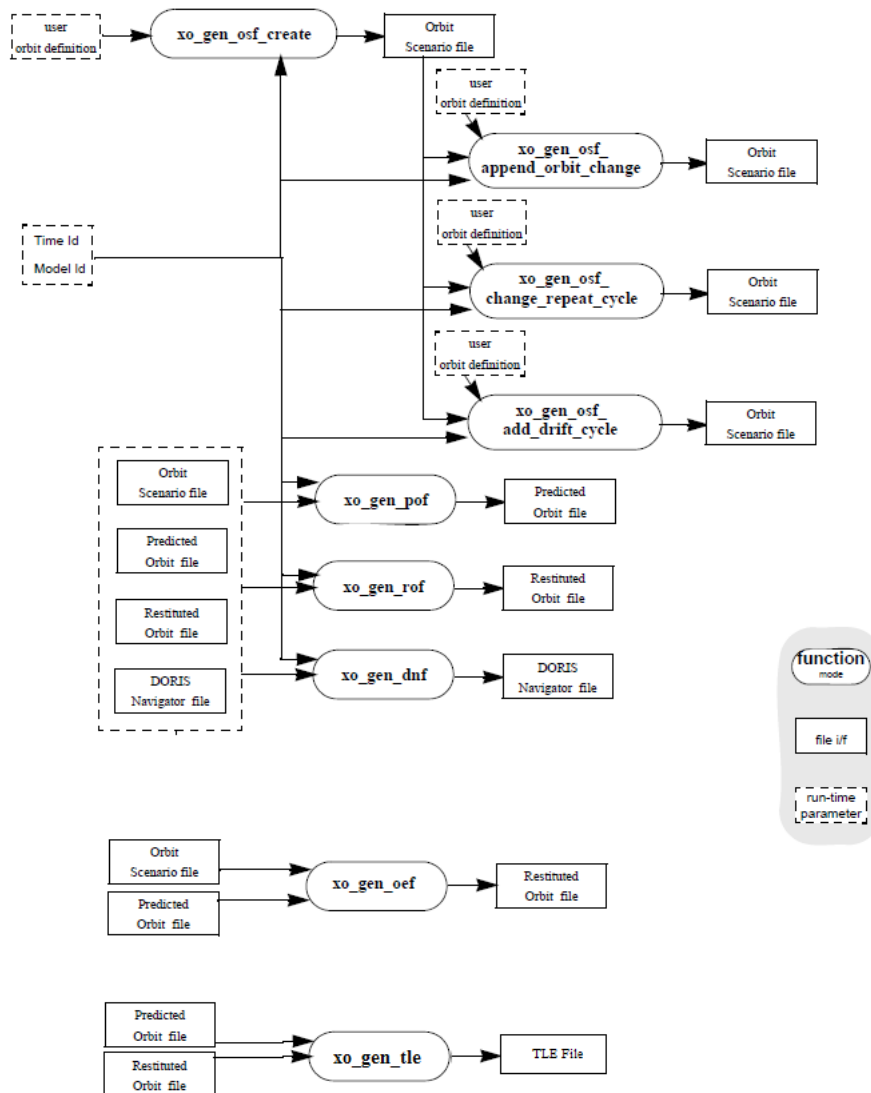 user
orbit definition
xo_gen_osf_create
Orbit
Scenario file
user
orbit definition
xo_gen_osf_
append_orbit_change
Orbit
Scenario file
user
orbit definition
Time Id
Model Id
xo_gen_osf_
change_repeat_cycle
Orbit
Scenario file
user
orbit definition
xo_gen_osf_
add_drift_cycle
Orbit
Scenario file
Orbit
Scenario file
xo_gen_pof
Predicted
Orbit file
Predicted
Orbit file
xo_gen_rof
Restituted
Orbit file
Restituted
Orbit file
DORIS
Navigator file
xo_gen_dnf
DORIS
Navigator file
function
mode
file i/f
run-time
parameter
Orbit
Scenario file
Predicted
Orbit file
xo_gen_oef
Restituted
Orbit file
Predicted
Orbit file
Restituted
Orbit file
xo_gen_tle
TLE File